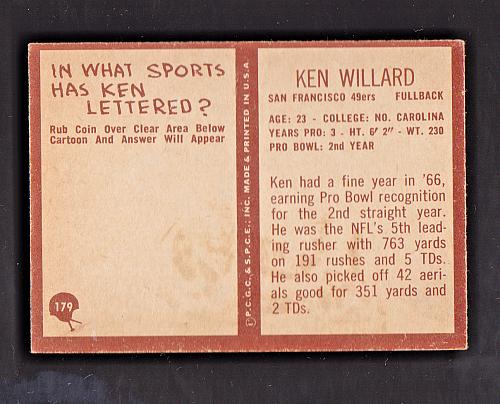 IN WHAT SPORTS
HAS KEN
LETTERED?
Rub Coin Over Clear Area Below
Cartoon And Answer Will Appear
179
© P.C.G.C. & S.P.C.E.; INC. MADE & PRINTED IN U.S.A.
KEN WILLARD
SAN FRANCISCO 49ers FULLBACK
AGE: 23 - COLLEGE: NO. CAROLINA
YEARS PRO: 3 - HT. 6' 2" - WT. 230
PRO BOWL: 2nd YEAR
Ken had a fine year in '66,
earning Pro Bowl recognition
for the 2nd straight year.
He was the NFL's 5th lead-
ing rusher with 763 yards
on 191 rushes and 5 TDs.
He also picked off 42 aeri-
als good for 351 yards and
2 TDs.